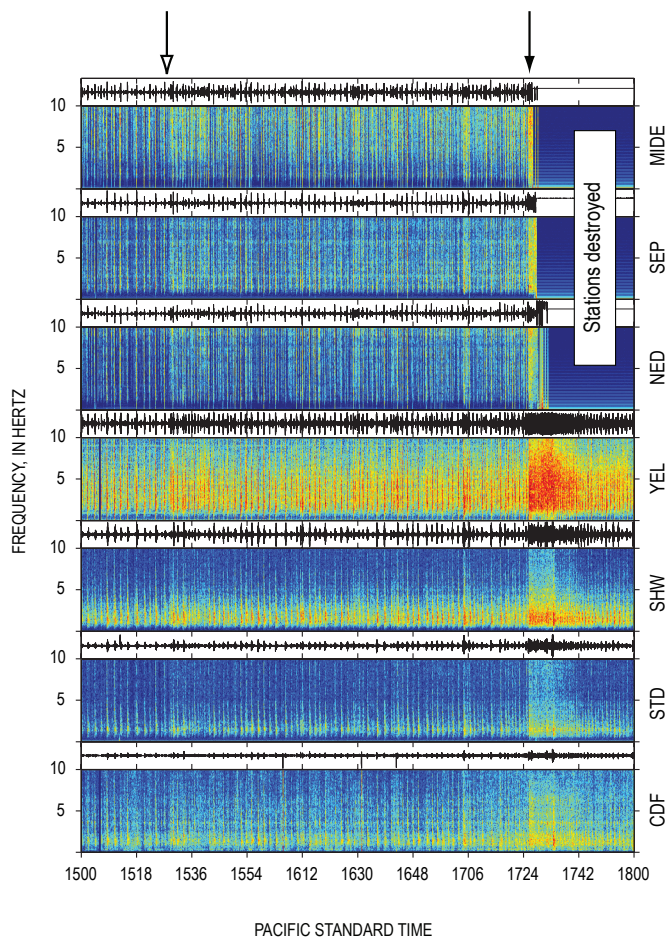 10
5
MIDE
10
5
SEP
10
5
NED
Stations destroyed
10
5
YEL
10
5
SHW
10
5
STD
10
5
CDF
FREQUENCY, IN HERTZ
1500 1518 1536 1554 1612 1630 1648 1706 1724 1742 1800
PACIFIC STANDARD TIME